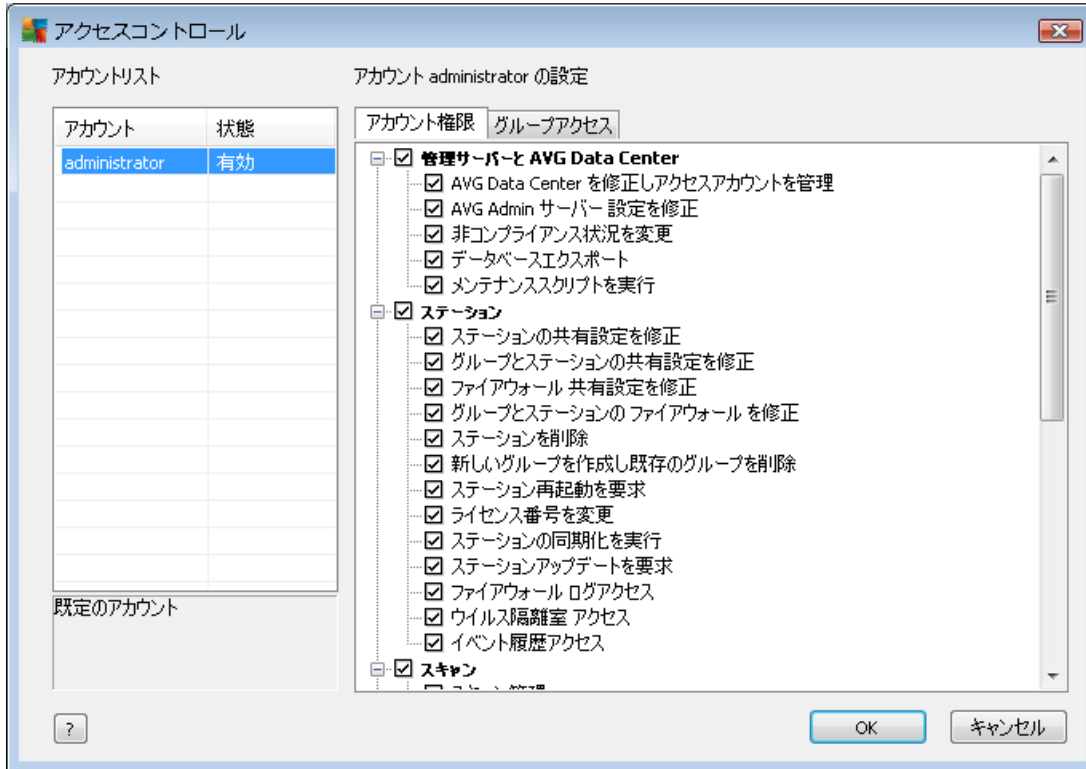 アクセスコントロール
アカウントリスト
アカウント 状態
administrator 有効
既定のアカウント
アカウント administrator の設定
アカウント権限 グループアクセス
管理サーバーと AVG Data Center
AVG Data Center を修正しアクセスアカウントを管理
AVG Admin サーバー 設定を修正
非コンプライアンス状況を変更
データベースエクスポート
メンテナンススクリプトを実行
ステーション
ステーションの共有設定を修正
グループとステーションの共有設定を修正
ファイアウォール 共有設定を修正
グループとステーションの ファイアウォール を修正
ステーションを削除
新しいグループを作成し既存のグループを削除
ステーション再起動を要求
ライセンス番号を変更
ステーションの同期化を実行
ステーションアップデートを要求
ファイアウォール ログアクセス
ウイルス隔離室 アクセス
イベント履歴アクセス
スキャン
?
OK
キャンセル